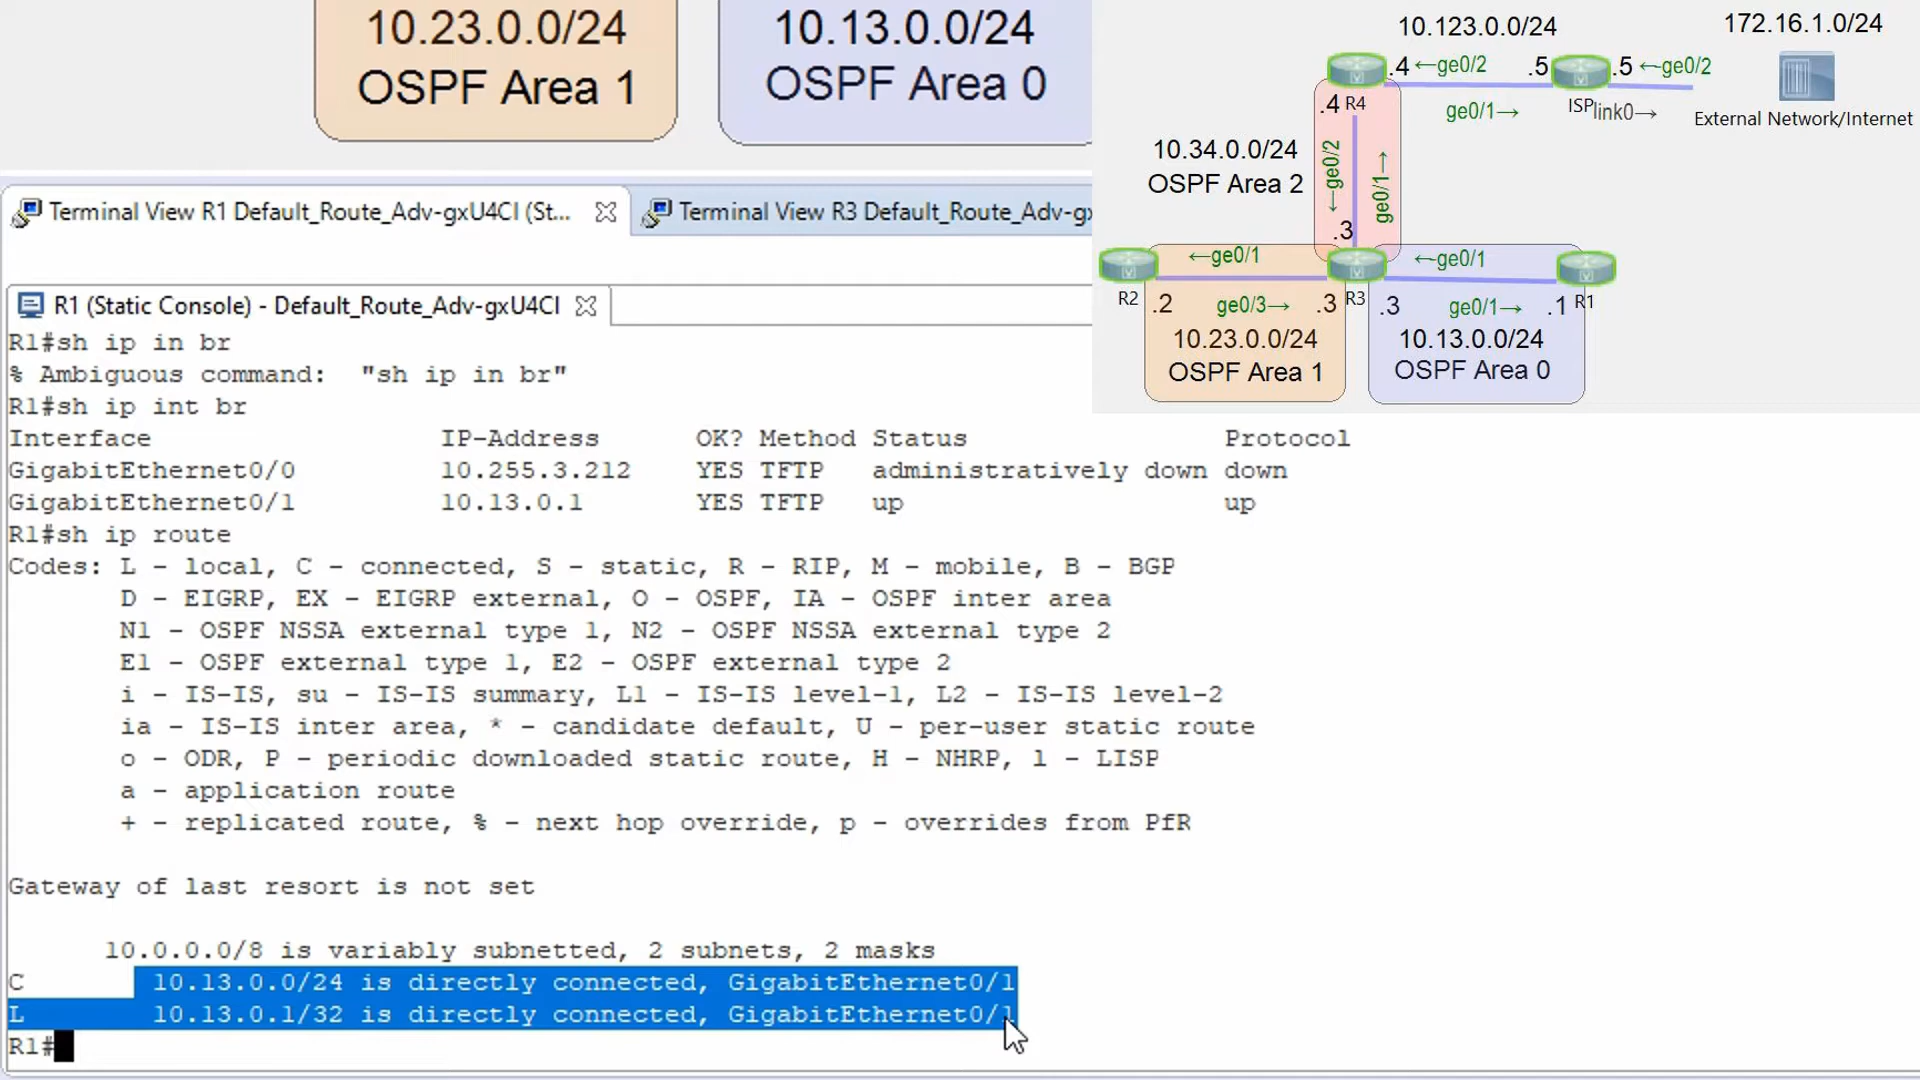 10.23.0.0/24
OSPF Area 1
10.13.0.0/24
OSPF Area 0
10.123.0.0/24
172.16.1.0/24
.4 ←ge0/2
.5
.5 ←ge0/2
.4 R4
ge0/1→
ISP
link0→
External Network/Internet
10.34.0.0/24
OSPF Area 2
←ge0/2
ge0/1→
.3
←ge0/1
←ge0/1
R2
.2
ge0/3→
.3
R3
.3
ge0/1→
.1
R1
10.23.0.0/24
OSPF Area 1
10.13.0.0/24
OSPF Area 0
Terminal View R1 Default_Route_Adv-gxU4CI (St...
Terminal View R3 Default_Route_Adv-gx
R1 (Static Console) - Default_Route_Adv-gxU4CI
R1#sh ip in br
% Ambiguous command:  "sh ip in br"
R1#sh ip int br
Interface IP-Address OK? Method Status Protocol
GigabitEthernet0/0 10.255.3.212 YES TFTP administratively down down
GigabitEthernet0/1 10.13.0.1 YES TFTP up up
R1#sh ip route
Codes: L - local, C - connected, S - static, R - RIP, M - mobile, B - BGP
D - EIGRP, EX - EIGRP external, O - OSPF, IA - OSPF inter area
N1 - OSPF NSSA external type 1, N2 - OSPF NSSA external type 2
E1 - OSPF external type 1, E2 - OSPF external type 2
i - IS-IS, su - IS-IS summary, L1 - IS-IS level-1, L2 - IS-IS level-2
ia - IS-IS inter area, * - candidate default, U - per-user static route
o - ODR, P - periodic downloaded static route, H - NHRP, l - LISP
a - application route
+ - replicated route, % - next hop override, p - overrides from PfR
Gateway of last resort is not set
10.0.0.0/8 is variably subnetted, 2 subnets, 2 masks
C 10.13.0.0/24 is directly connected, GigabitEthernet0/1
L 10.13.0.1/32 is directly connected, GigabitEthernet0/1
R1#